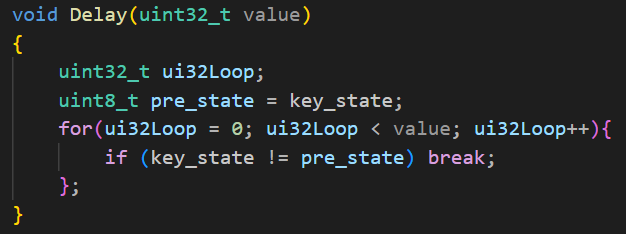 void Delay(uint32_t value)
{
    uint32_t ui32Loop;
    uint8_t pre_state = key_state;
    for(ui32Loop = 0; ui32Loop < value; ui32Loop++){
        if (key_state != pre_state) break;
    };
}